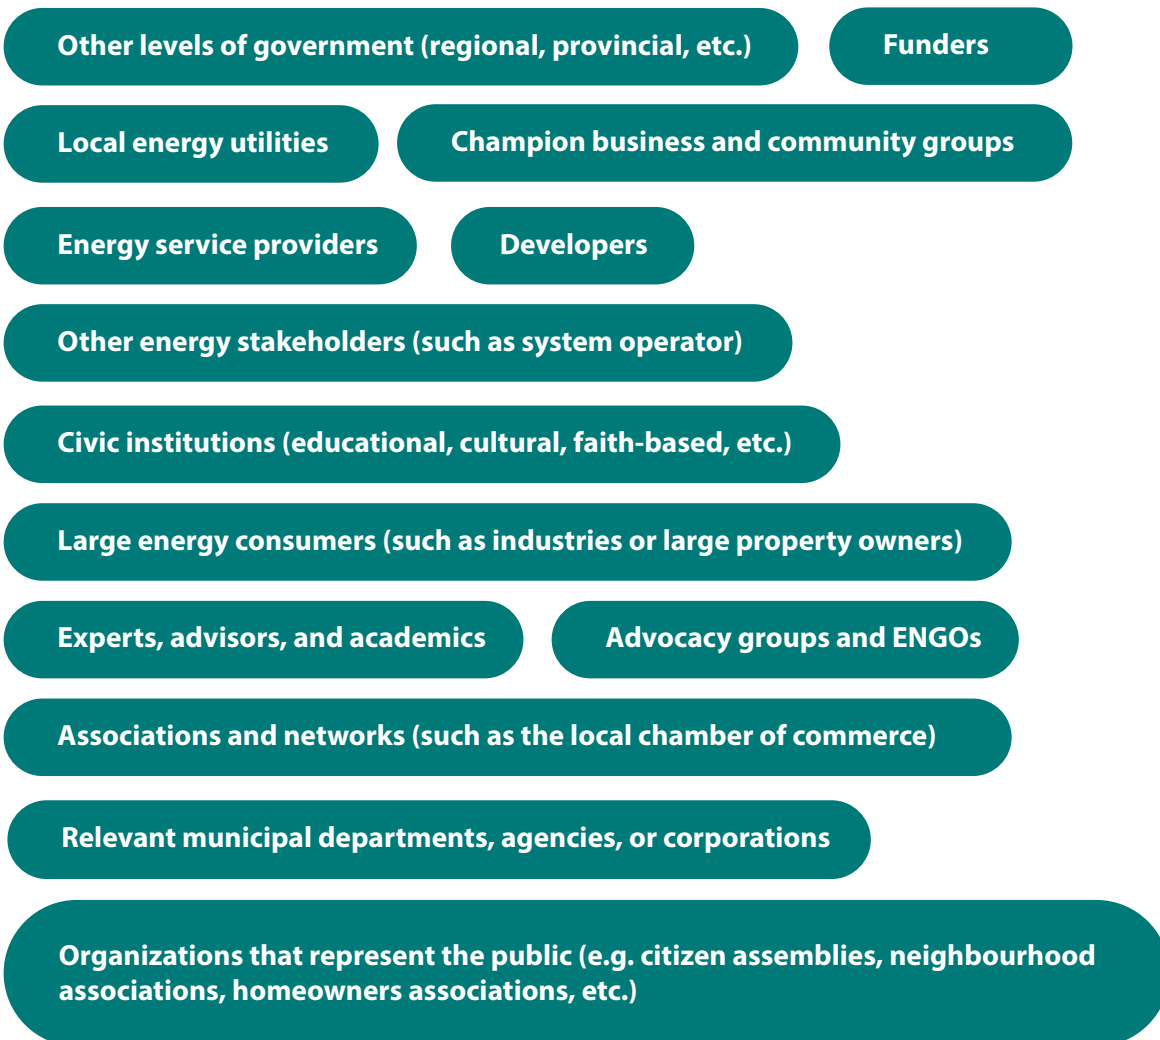 Other levels of government (regional, provincial, etc.)
Funders
Local energy utilities
Champion business and community groups
Energy service providers
Developers
Other energy stakeholders (such as system operator)
Civic institutions (educational, cultural, faith-based, etc.)
Large energy consumers (such as industries or large property owners)
Experts, advisors, and academics
Advocacy groups and ENGOs
Associations and networks (such as the local chamber of commerce)
Relevant municipal departments, agencies, or corporations
Organizations that represent the public (e.g. citizen assemblies, neighbourhood
associations, homeowners associations, etc.)